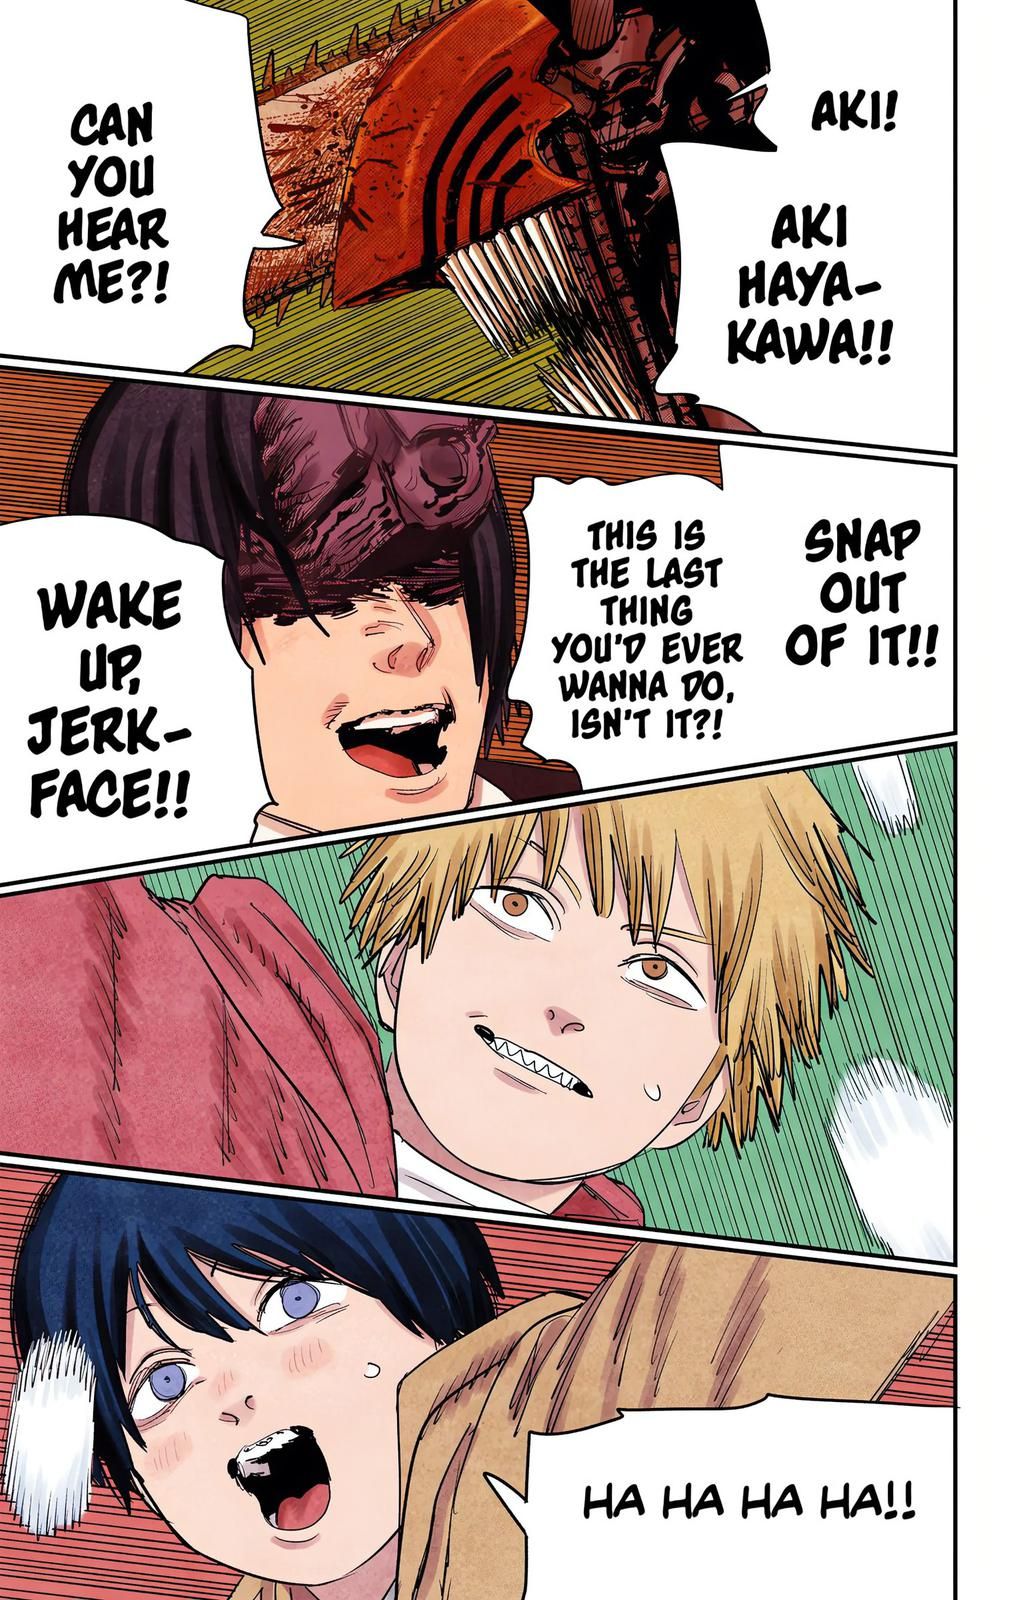 AKI!
AKI
HAYA-
KAWA!!
CAN
YOU
HEAR
ME?!
SNAP
OUT
OF IT!!
THIS IS
THE LAST
THING
YOU'D EVER
WANNA DO,
ISN'T IT?!
WAKE
UP,
JERK-
FACE!!
HA HA HA HA!!